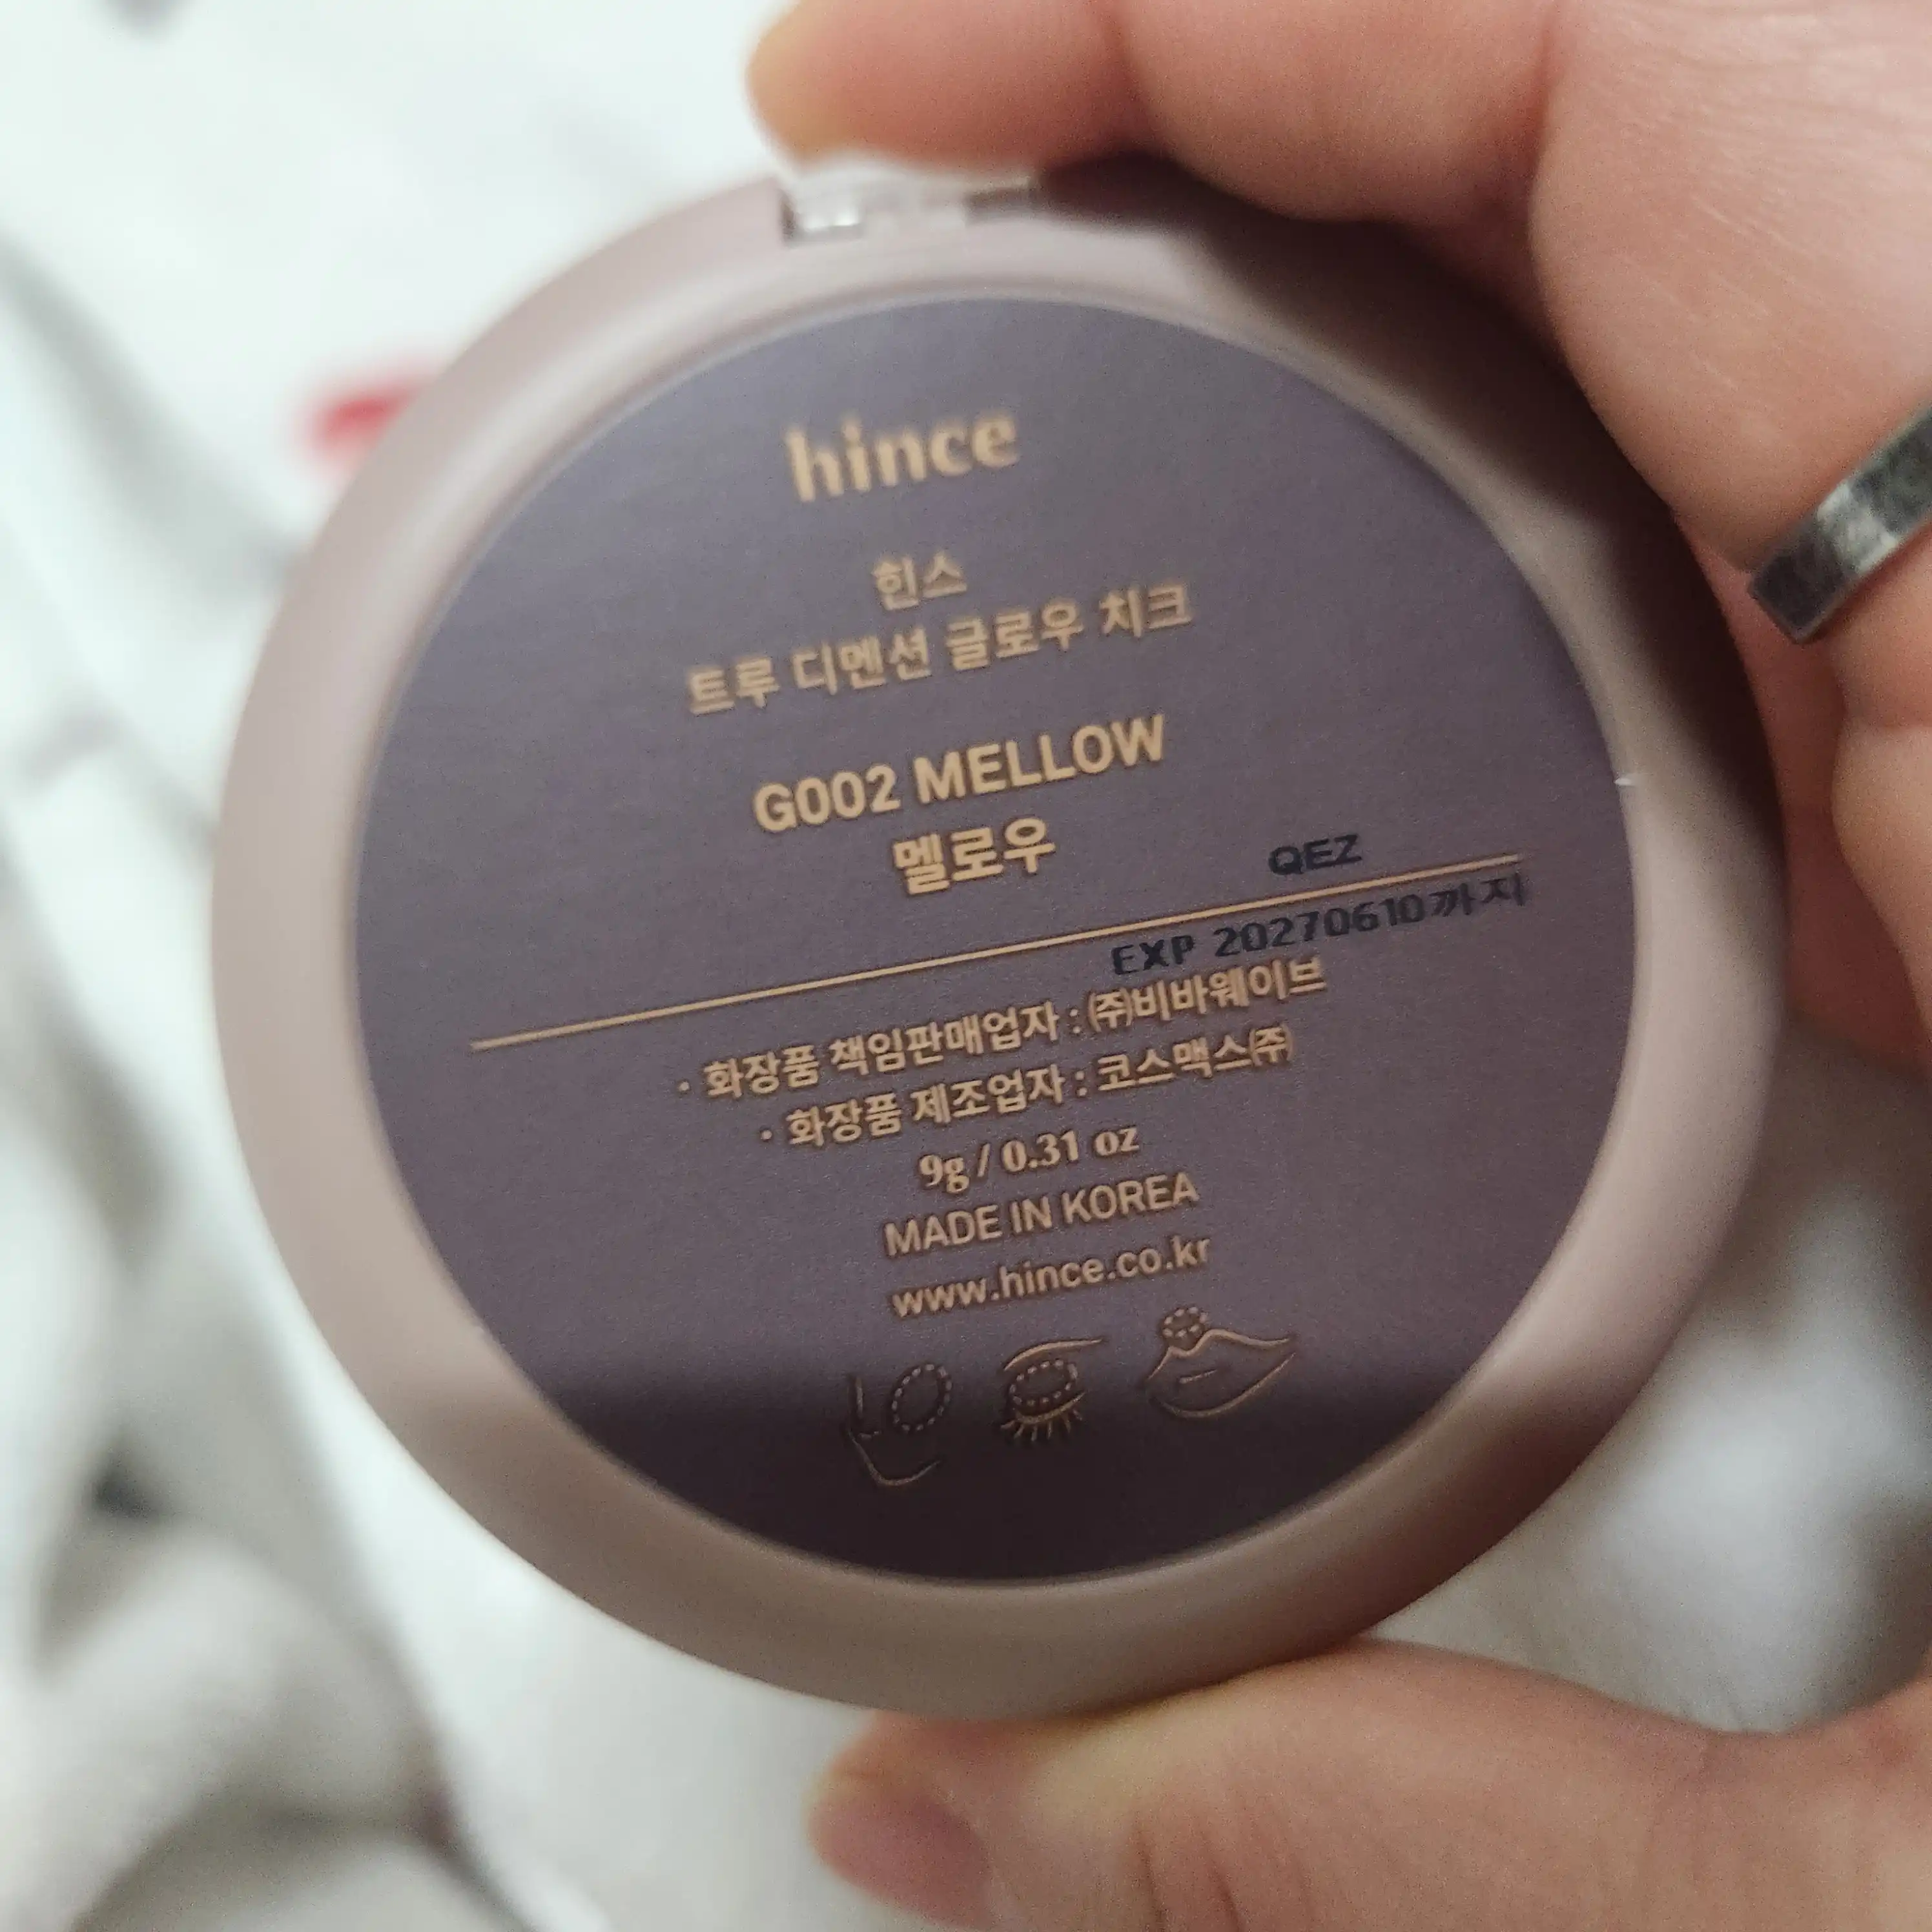 hince
힌스
트루 디멘션 글로우 치크
G002 MELLOW
멜로우
QEZ
EXP 20270610까지
· 화장품 책임판매업자 : ㈜비바웨이브
· 화장품 제조업자 : 코스맥스㈜
9g / 0.31 oz
MADE IN KOREA
www.hince.co.kr